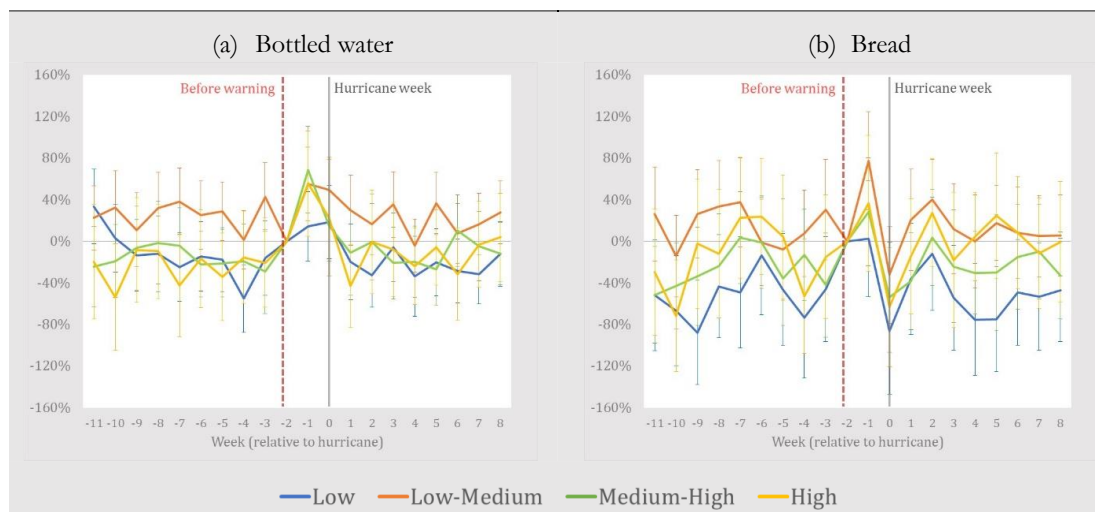 (a) Bottled water
160%
120%
80%
40%
0%
-40%
-80%
-120%
-160%
Before warning
Hurricane week
-11 -10 -9 -8 -7 -6 -5 -4 -3 -2 -1 0 1 2 3 4 5 6 7 8
Week (relative to hurricane)
(b) Bread
160%
120%
80%
40%
0%
-40%
-80%
-120%
-160%
Before warning
Hurricane week
-11 -10 -9 -8 -7 -6 -5 -4 -3 -2 -1 0 1 2 3 4 5 6 7 8
Week (relative to hurricane)
Low Low-Medium Medium-High High